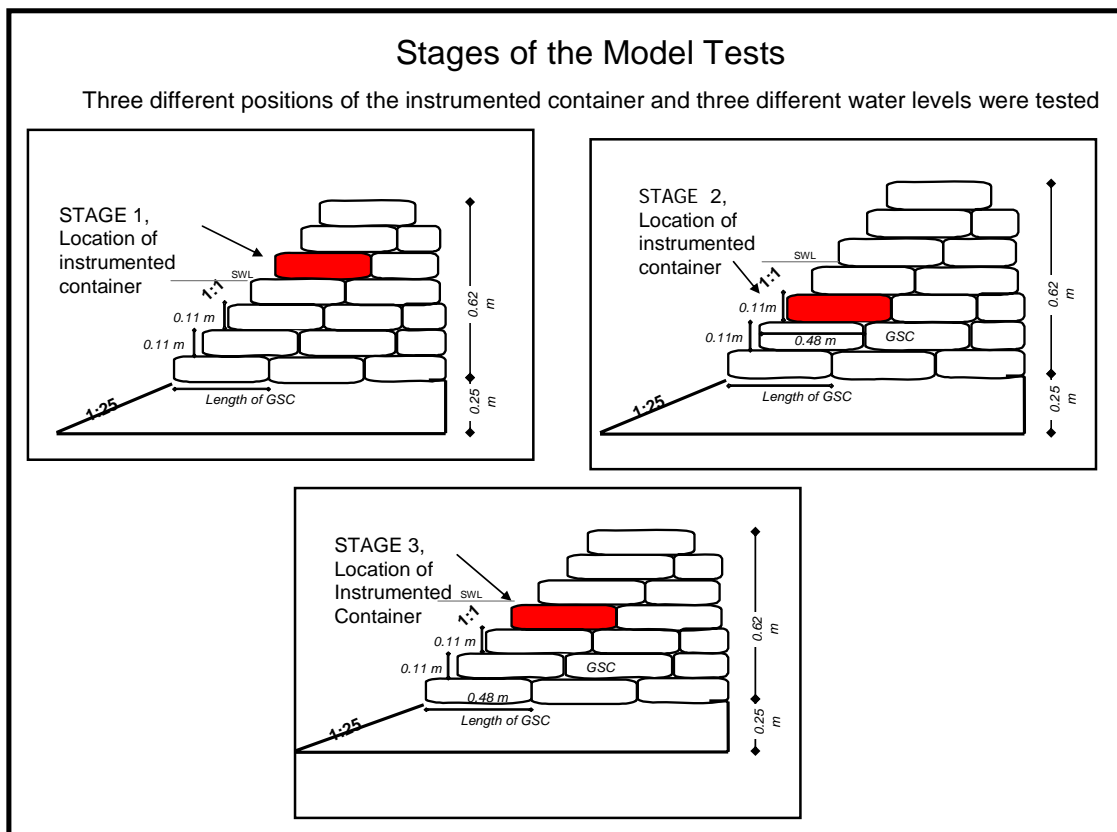 Stages of the Model Tests
Three different positions of the instrumented container and three different water levels were tested
STAGE 1,
Location of
instrumented
container
SWL
1:1
0.11 m
0.11 m
0.62
m
Length of GSC
1:25
0.25
m
STAGE 2,
Location of
instrumented
container
SWL
1:1
0.11m
0.11m
0.48 m
GSC
0.62
m
Length of GSC
1:25
0.25
m
STAGE 3,
Location of
Instrumented
Container
SWL
1:1
0.11 m
0.11 m
GSC
0.48 m
0.62
m
Length of GSC
1:25
0.25
m